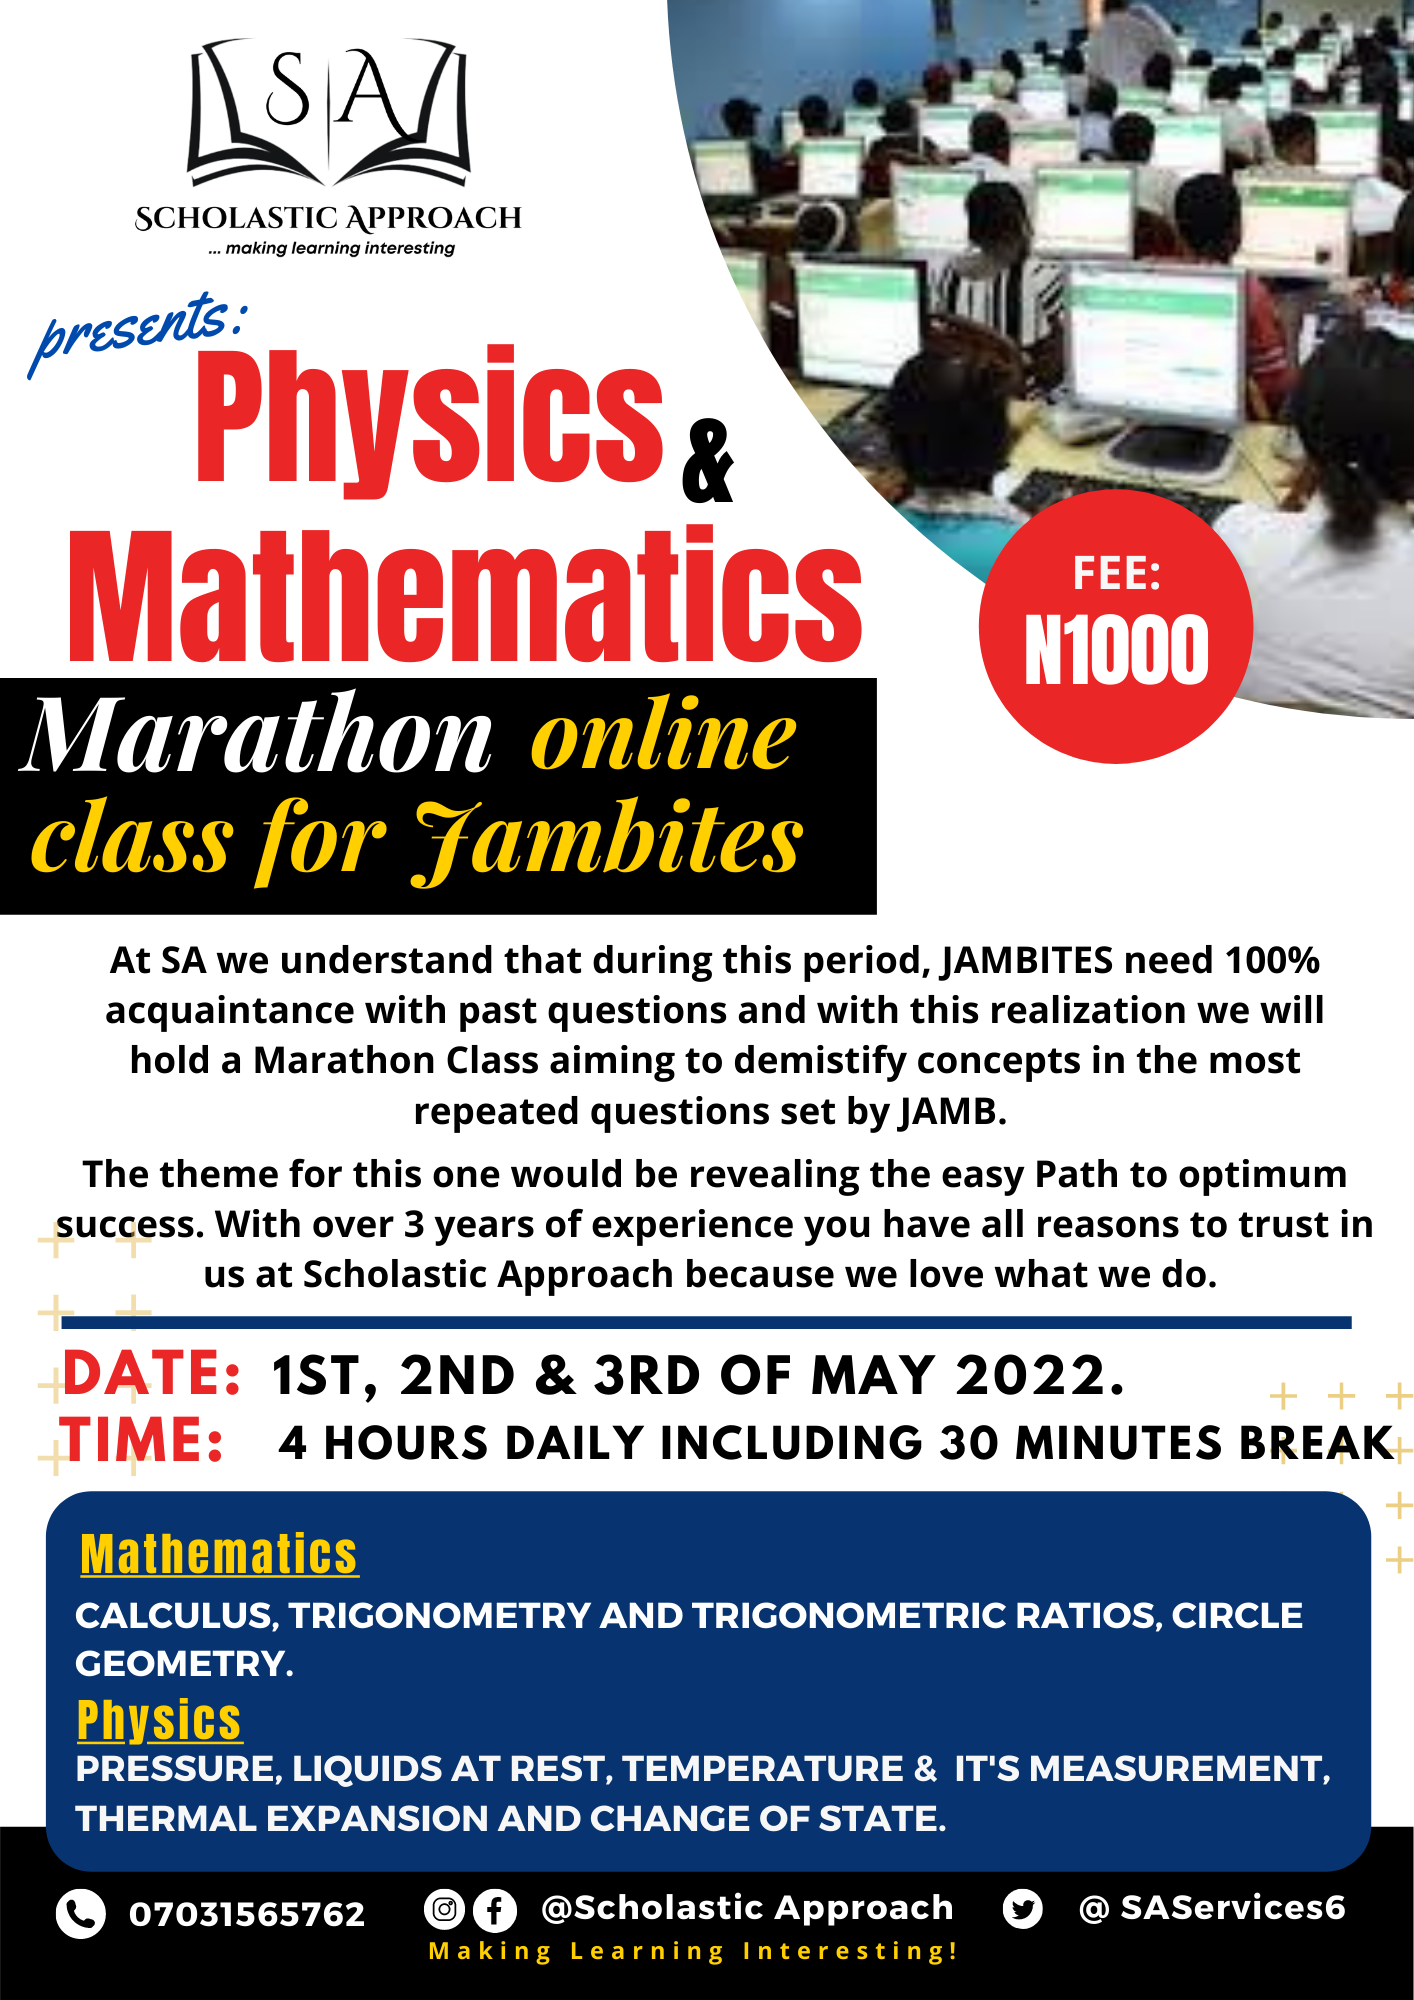 S A
SCHOLASTIC APPROACH
... making learning interesting
presents:
Physics &
Mathematics
FEE:
N1000
Marathon online
class for Jambites
At SA we understand that during this period, JAMBITES need 100%
acquaintance with past questions and with this realization we will
hold a Marathon Class aiming to demistify concepts in the most
repeated questions set by JAMB.
The theme for this one would be revealing the easy Path to optimum
success. With over 3 years of experience you have all reasons to trust in
us at Scholastic Approach because we love what we do.
DATE: 1ST, 2ND & 3RD OF MAY 2022.
TIME: 4 HOURS DAILY INCLUDING 30 MINUTES BREAK
Mathematics
CALCULUS, TRIGONOMETRY AND TRIGONOMETRIC RATIOS, CIRCLE
GEOMETRY.
Physics
PRESSURE, LIQUIDS AT REST, TEMPERATURE & IT'S MEASUREMENT,
THERMAL EXPANSION AND CHANGE OF STATE.
07031565762 @Scholastic Approach @ SAServices6
Making Learning Interesting!